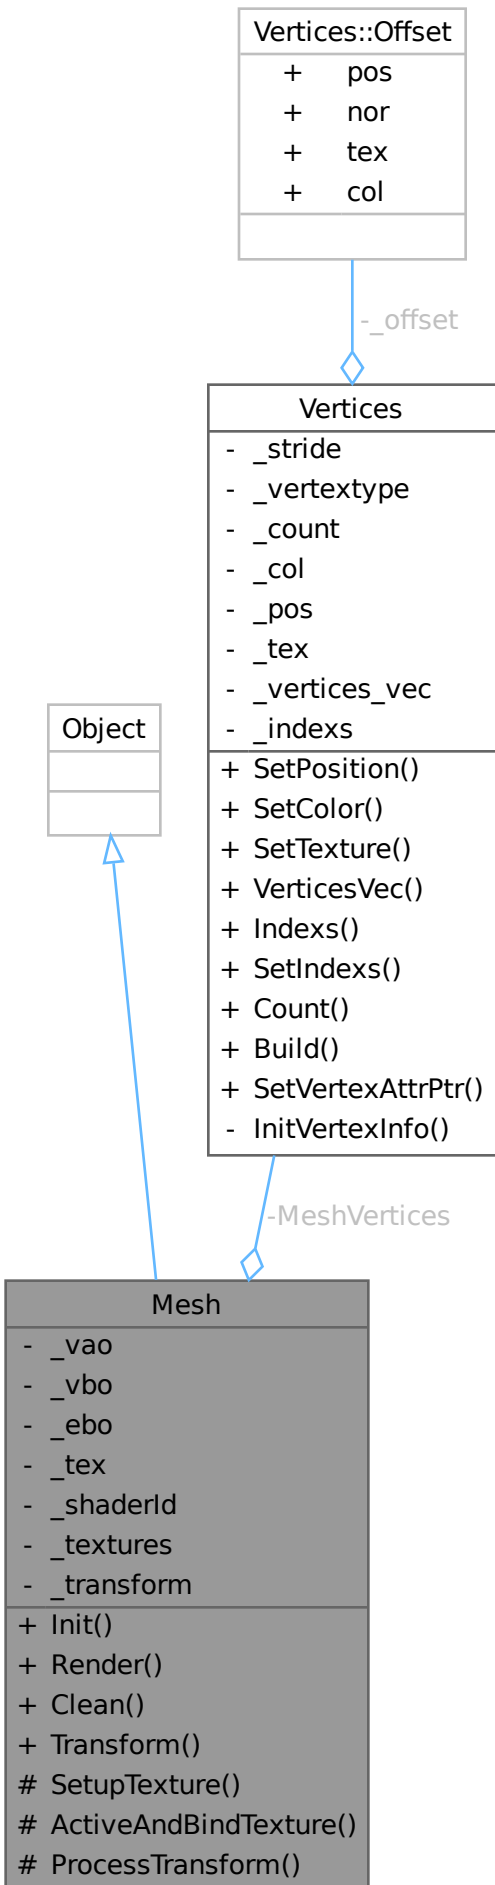 Vertices::Offset
+ pos
+ nor
+ tex
+ col
-_offset
Vertices
- _stride
- _vertextype
- _count
- _col
- _pos
- _tex
- _vertices_vec
- _indexs
+ SetPosition()
+ SetColor()
+ SetTexture()
+ VerticesVec()
+ Indexs()
+ SetIndexs()
+ Count()
+ Build()
+ SetVertexAttrPtr()
- InitVertexInfo()
Object
-MeshVertices
Mesh
- _vao
- _vbo
- _ebo
- _tex
- _shaderId
- _textures
- _transform
+ Init()
+ Render()
+ Clean()
+ Transform()
# SetupTexture()
# ActiveAndBindTexture()
# ProcessTransform()